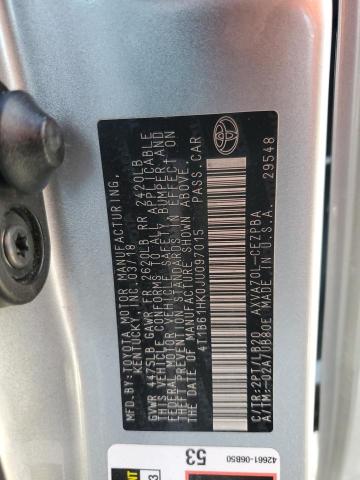 MFD. BY:TOYOTA MOTOR MANUFACTURING,
KENTUCKY, INC. 03/18
GVWR 4475LB GAWR FR 2620LB RR 2420LB
THIS VEHICLE CONFORMS TO ALL APPLICABLE
FEDERAL MOTOR VEHICLE SAFETY, BUMPER, AND
THEFT PREVENTION STANDARDS IN EFFECT ON
THE DATE OF MANUFACTURE SHOWN ABOVE.
4T1B61HK0JU097015 PASS.CAR
C/TR:2PT/LB20 AXVA70L-CEZPBA
A/TM:-02A/UB80E MADE IN U.S.A. 29548
42661-06B50
53